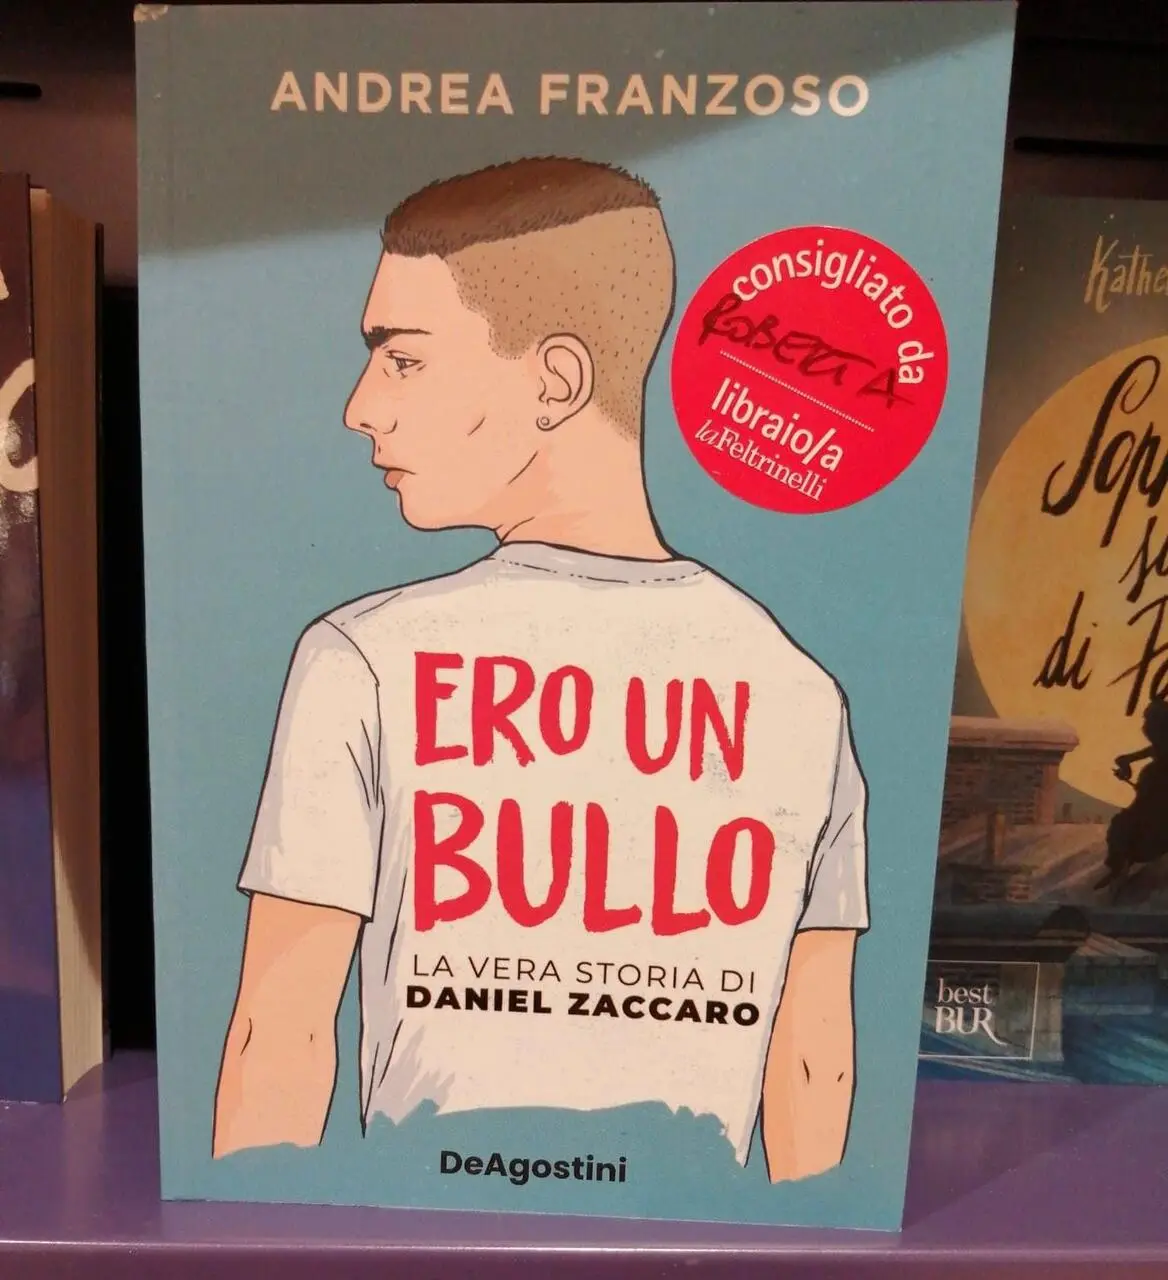 ANDREA FRANZOSO
consigliato da
ROBERTA
libraio/a
laFeltrinelli
ERO UN
BULLO
LA VERA STORIA DI
DANIEL ZACCARO
DeAgostini
di
best
BUR